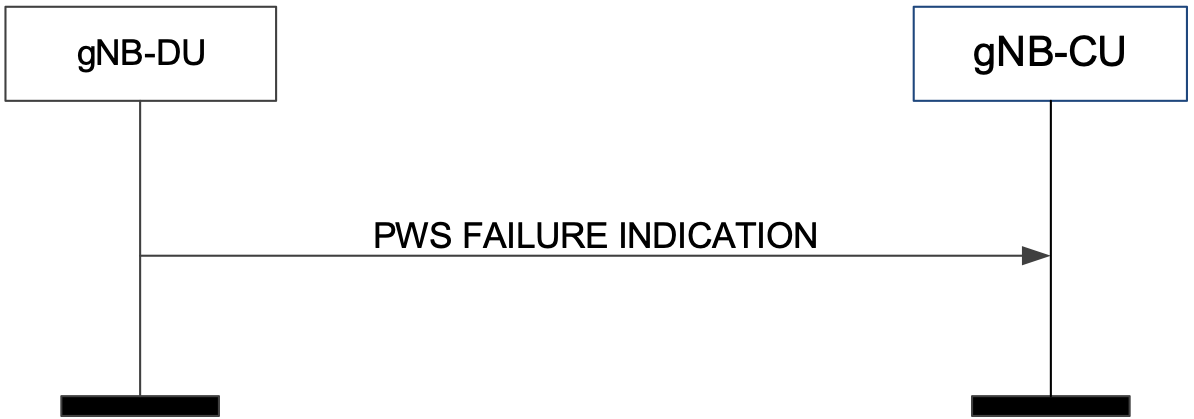 gNB-DU
gNB-CU
PWS FAILURE INDICATION